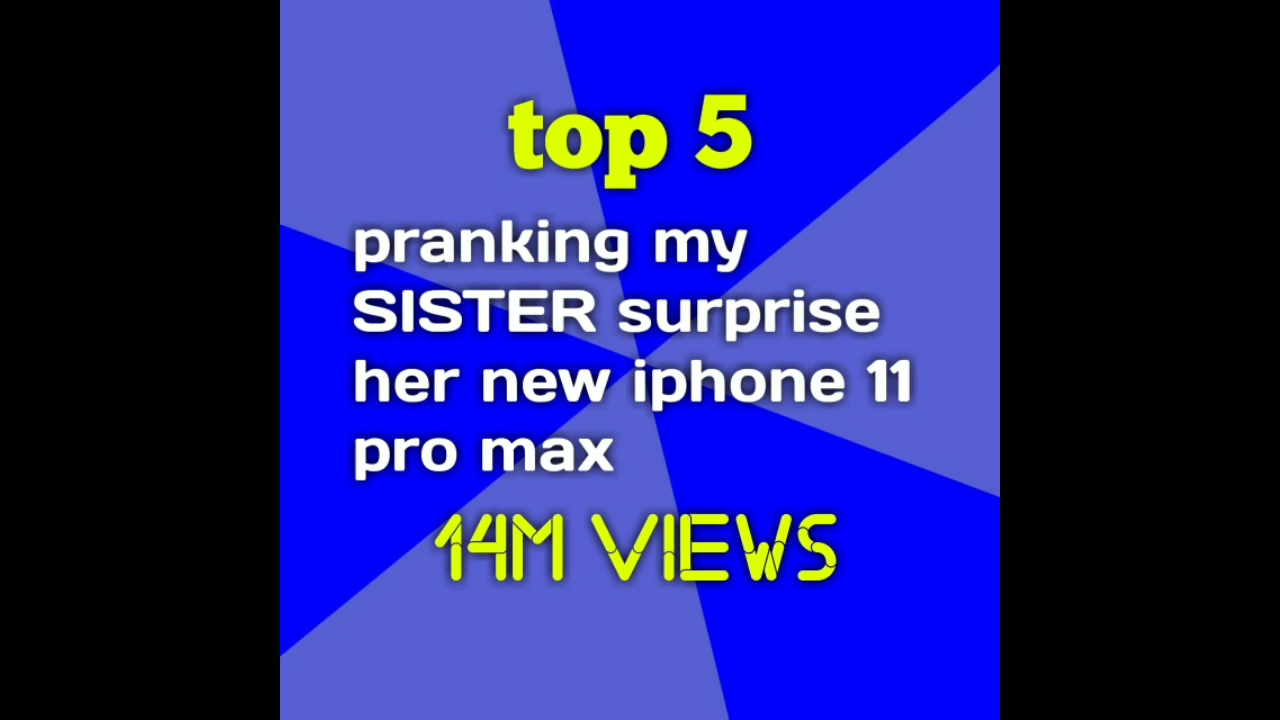 top 5
pranking my
SISTER surprise
her new iphone 11
pro max
14M VIEWS